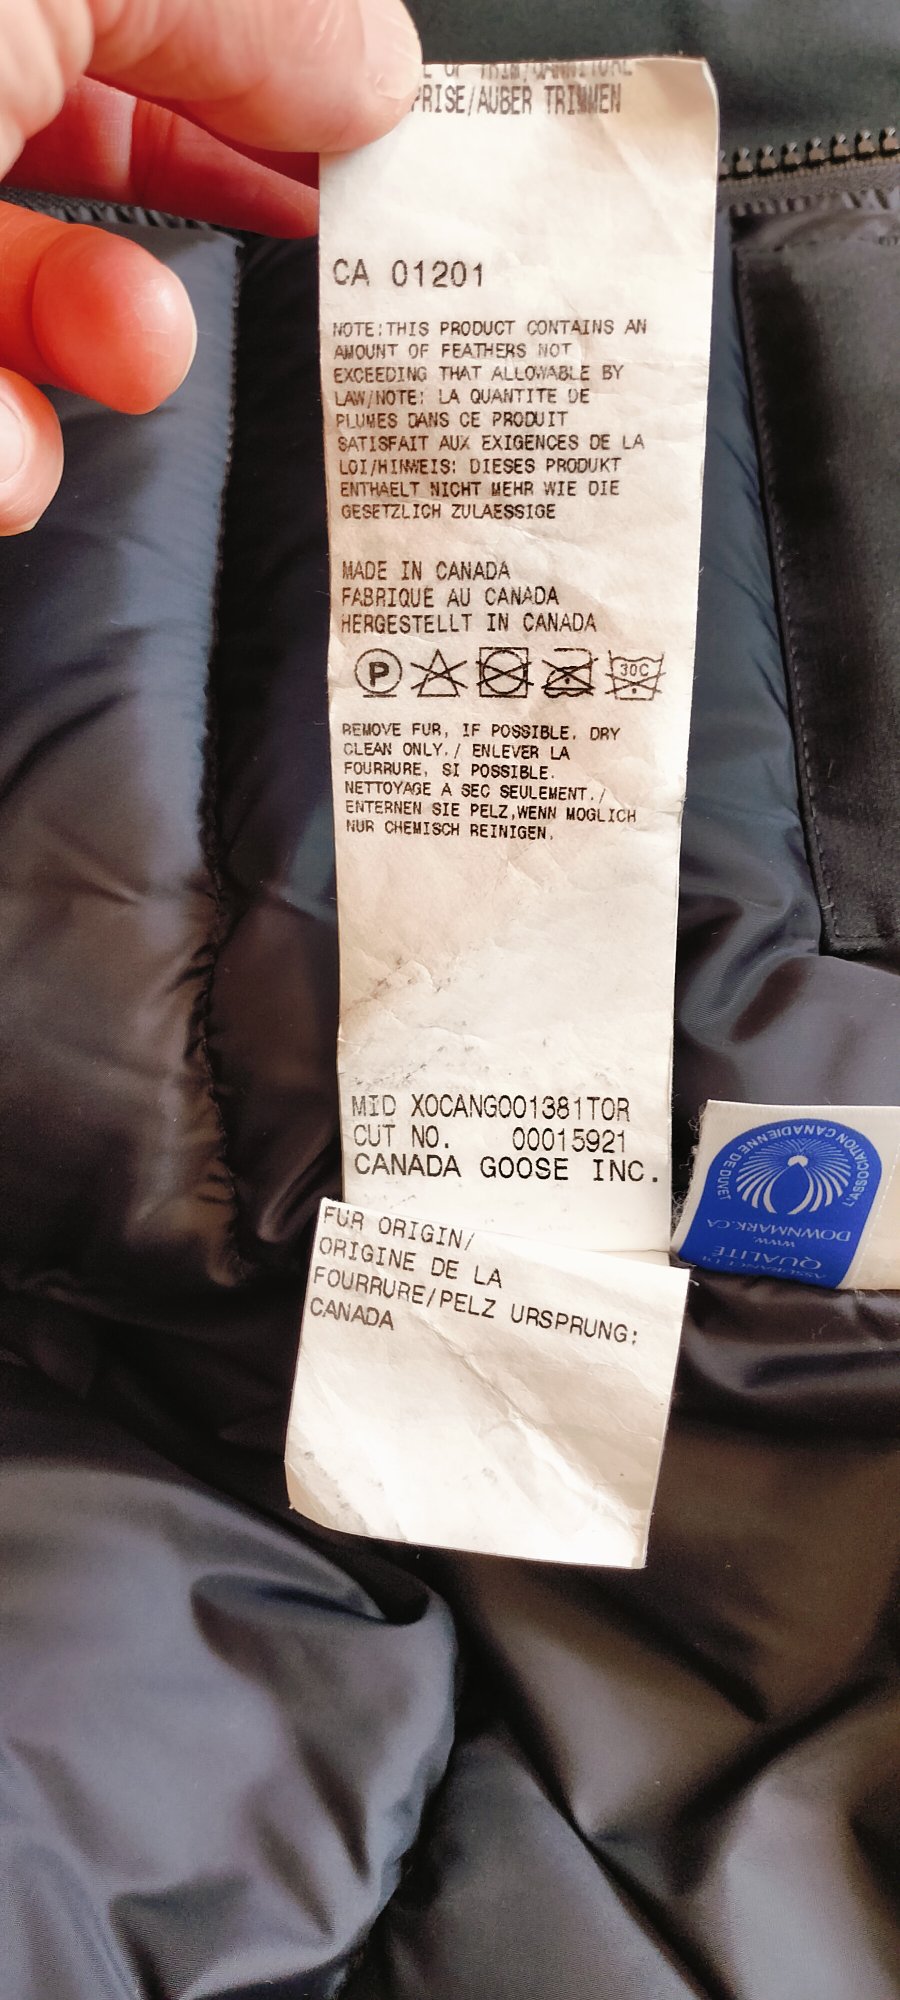 PRISE/AUBER TRIMMEN
CA 01201
NOTE:THIS PRODUCT CONTAINS AN
AMOUNT OF FEATHERS NOT
EXCEEDING THAT ALLOWABLE BY
LAW/NOTE: LA QUANTITE DE
PLUMES DANS CE PRODUIT
SATISFAIT AUX EXIGENCES DE LA
LOI/HINWEIS: DIESES PRODUKT
ENTHAELT NICHT MEHR WIE DIE
GESETZLICH ZULAESSIGE
MADE IN CANADA
FABRIQUE AU CANADA
HERGESTELLT IN CANADA
P
30C
REMOVE FUR, IF POSSIBLE. DRY
CLEAN ONLY./ ENLEVER LA
FOURRURE, SI POSSIBLE.
NETTOYAGE A SEC SEULEMENT./
ENTERNEN SIE PELZ,WENN MOGLICH
NUR CHEMISCH REINIGEN.
MID XOCANGOO1381TOR
CUT NO. 00015921
CANADA GOOSE INC.
FUR ORIGIN/
ORIGINE DE LA
FOURRURE/PELZ URSPRUNG:
CANADA
L'ASSOCIATION CANADIENNE DE DUVET
DOWNMARK.CA
WWW.
QUALITE